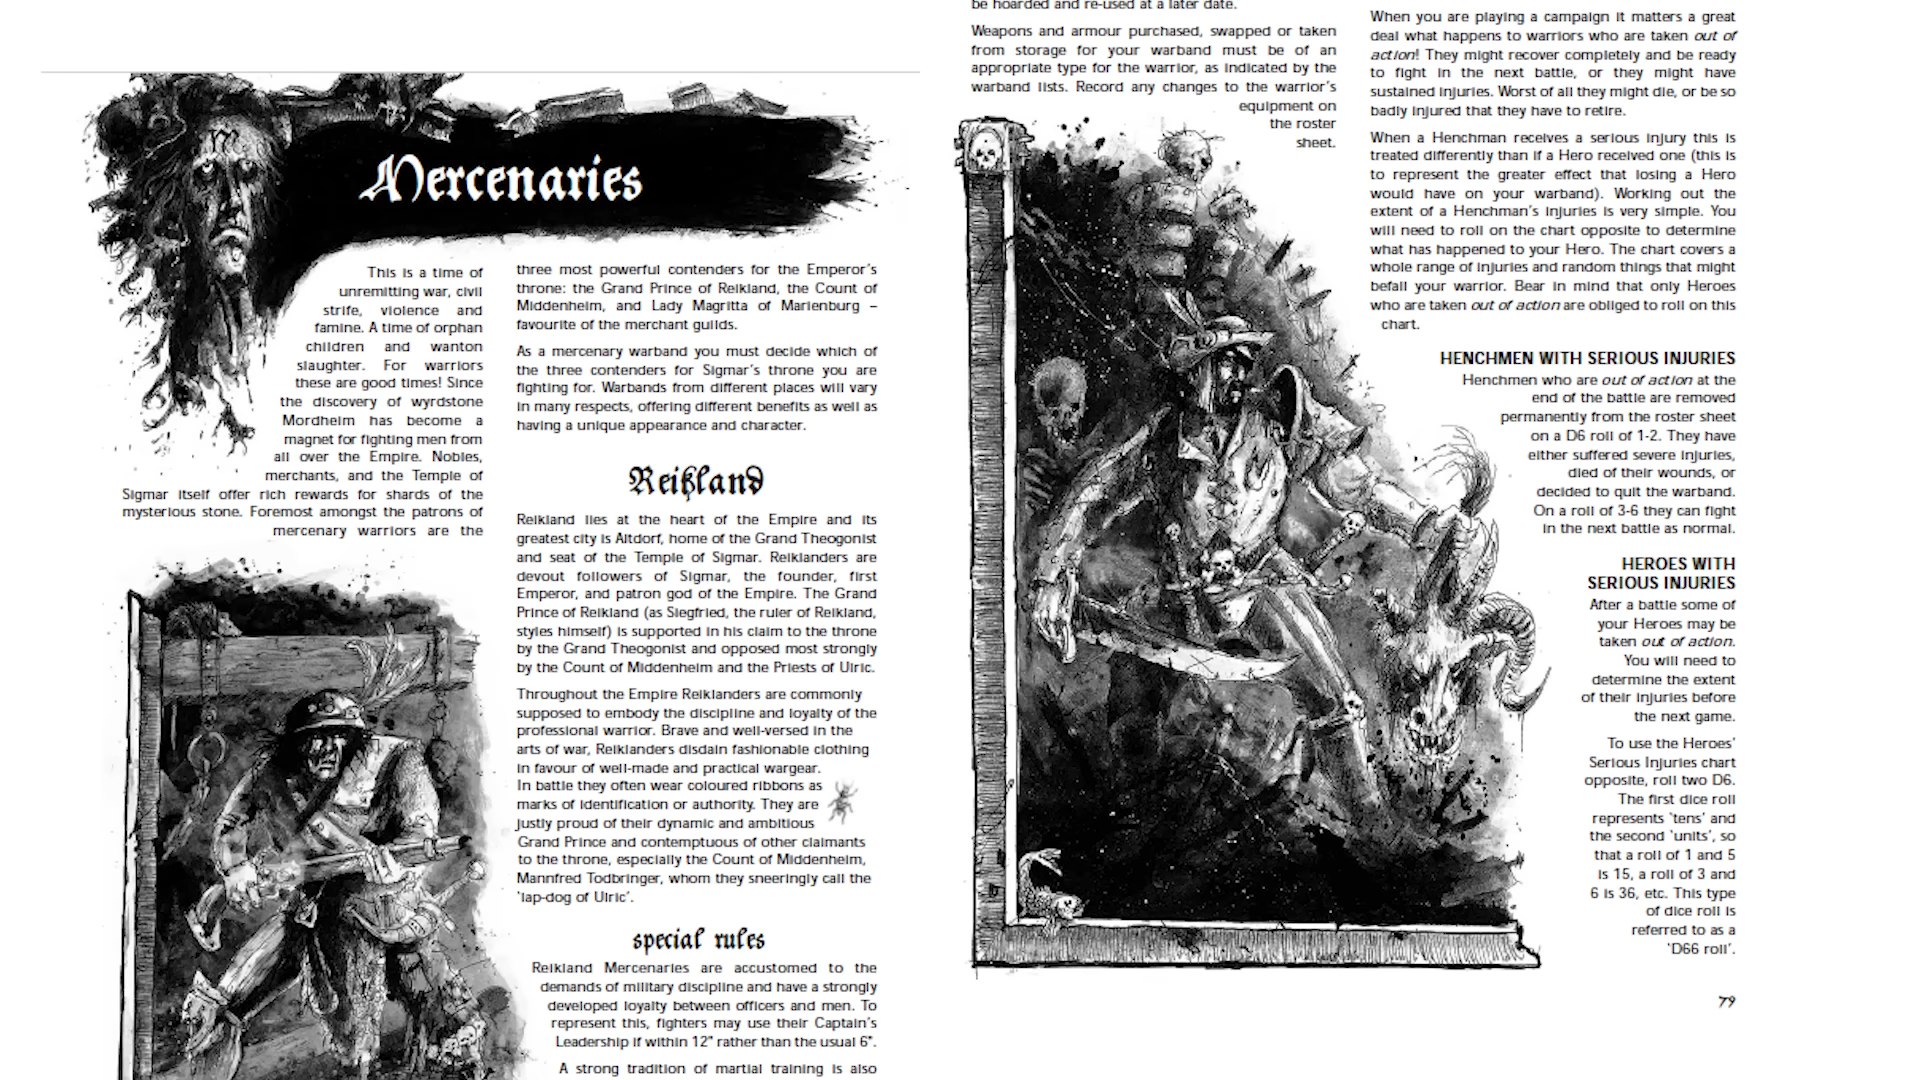 Mercenaries
This is a time of
unremitting war, civil
strife, violence and
famine. A time of orphan
children and wanton
slaughter. For warriors
these are good times! Since
the discovery of wyrdstone
Mordheim has become a
magnet for fighting men from
all over the Empire. Nobles,
merchants, and the Temple of
Sigmar itself offer rich rewards for shards of the
mysterious stone. Foremost amongst the patrons of
mercenary warriors are the
three most powerful contenders for the Emperor's
throne: the Grand Prince of Reikland, the Count of
Middenheim, and Lady Magritta of Marienburg –
favourite of the merchant guilds.
As a mercenary warband you must decide which of
the three contenders for Sigmar's throne you are
fighting for. Warbands from different places will vary
in many respects, offering different benefits as well as
having a unique appearance and character.
Reikland
Reikland lies at the heart of the Empire and its
greatest city is Altdorf, home of the Grand Theogonist
and seat of the Temple of Sigmar. Reiklanders are
devout followers of Sigmar, the founder, first
Emperor, and patron god of the Empire. The Grand
Prince of Reikland (as Siegfried, the ruler of Reikland,
styles himself) is supported in his claim to the throne
by the Grand Theogonist and opposed most strongly
by the Count of Middenheim and the Priests of Ulric.
Throughout the Empire Reiklanders are commonly
supposed to embody the discipline and loyalty of the
professional warrior. Brave and well-versed in the
arts of war, Reiklanders disdain fashionable clothing
in favour of well-made and practical wargear.
In battle they often wear coloured ribbons as
marks of identification or authority. They are
justly proud of their dynamic and ambitious
Grand Prince and contemptuous of other claimants
to the throne, especially the Count of Middenheim,
Mannfred Todbringer, whom they sneeringly call the
'lap-dog of Ulric'.
special rules
Reikland Mercenaries are accustomed to the
demands of military discipline and have a strongly
developed loyalty between officers and men. To
represent this, fighters may use their Captain's
Leadership if within 12" rather than the usual 6".
A strong tradition of martial training is also
be hoarded and re-used at a later date.
Weapons and armour purchased, swapped or taken
from storage for your warband must be of an
appropriate type for the warrior, as indicated by the
warband lists. Record any changes to the warrior's
equipment on
the roster
sheet.
When you are playing a campaign it matters a great
deal what happens to warriors who are taken out of
action! They might recover completely and be ready
to fight in the next battle, or they might have
sustained injuries. Worst of all they might die, or be so
badly injured that they have to retire.
When a Henchman receives a serious injury this is
treated differently than if a Hero received one (this is
to represent the greater effect that losing a Hero
would have on your warband). Working out the
extent of a Henchman's injuries is very simple. You
will need to roll on the chart opposite to determine
what has happened to your Hero. The chart covers a
whole range of injuries and random things that might
befall your warrior. Bear in mind that only Heroes
who are taken out of action are obliged to roll on this
chart.
HENCHMEN WITH SERIOUS INJURIES
Henchmen who are out of action at the
end of the battle are removed
permanently from the roster sheet
on a D6 roll of 1-2. They have
either suffered severe injuries,
died of their wounds, or
decided to quit the warband.
On a roll of 3-6 they can fight
in the next battle as normal.
HEROES WITH
SERIOUS INJURIES
After a battle some of
your Heroes may be
taken out of action.
You will need to
determine the extent
of their injuries before
the next game.
To use the Heroes'
Serious Injuries chart
opposite, roll two D6.
The first dice roll
represents 'tens' and
the second 'units', so
that a roll of 1 and 5
is 15, a roll of 3 and
6 is 36, etc. This type
of dice roll is
referred to as a
'D66 roll'.
79